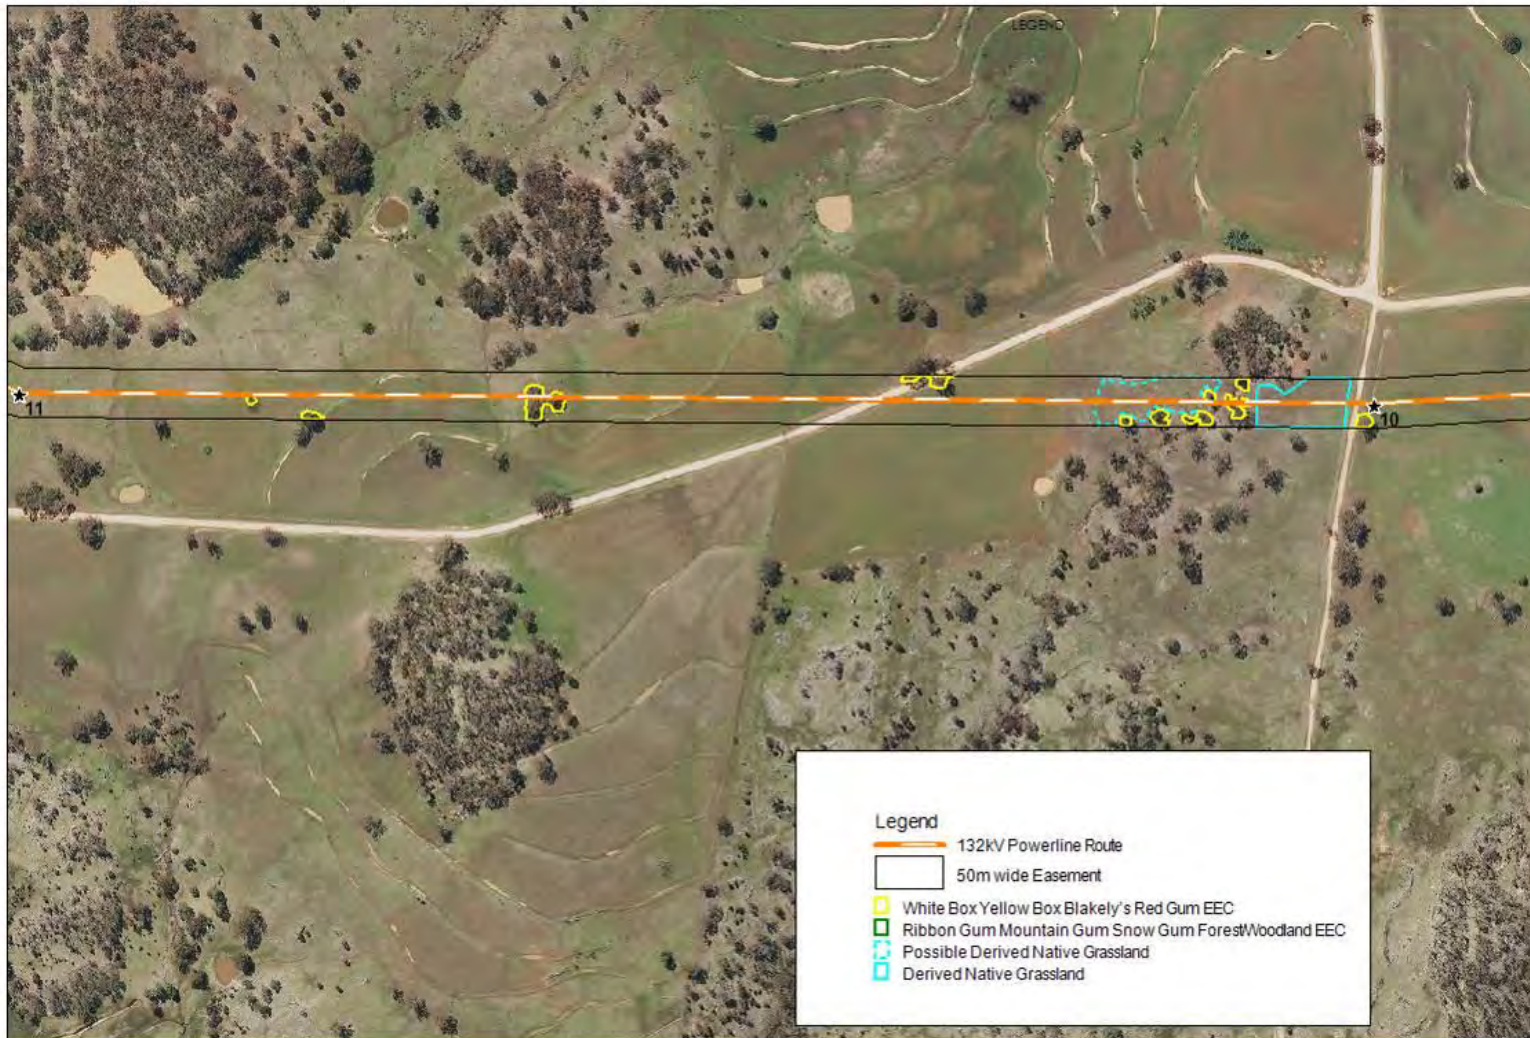 LEGEND
11
10
Legend
132kV Powerline Route
50m wide Easement
White Box Yellow Box Blakely's Red Gum EEC
Ribbon Gum Mountain Gum Snow Gum Forest/Woodland EEC
Possible Derived Native Grassland
Derived Native Grassland